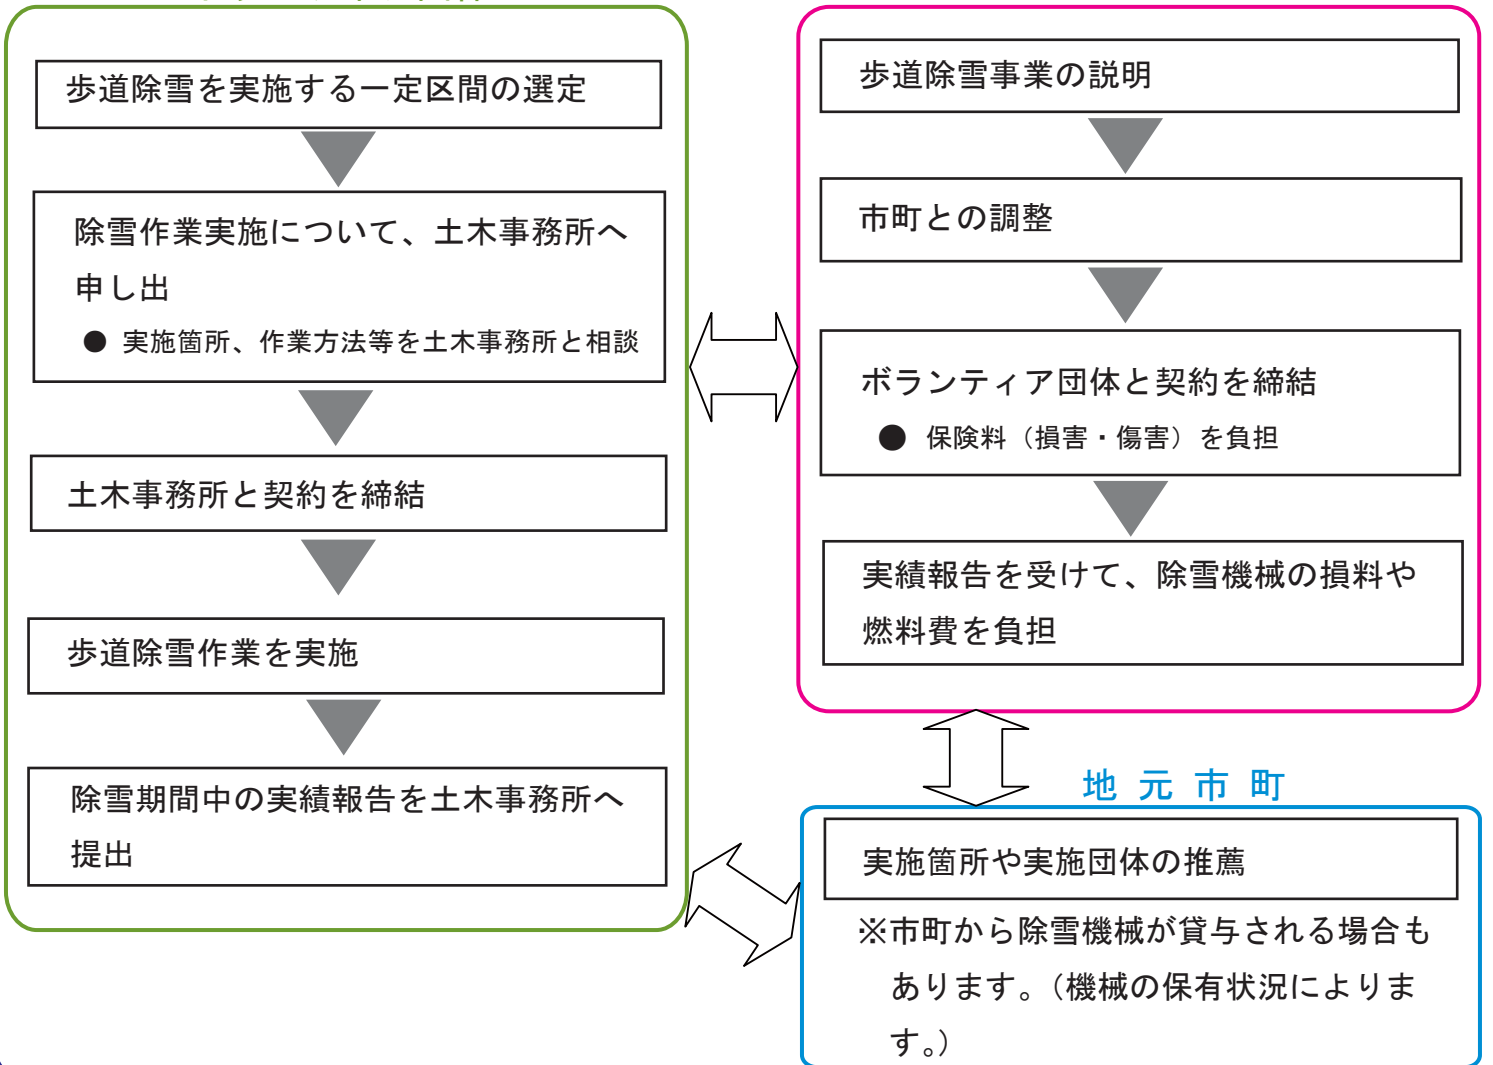 歩道除雪を実施する一定区間の選定
除雪作業実施について、土木事務所へ
申し出
● 実施箇所、作業方法等を土木事務所と相談
土木事務所と契約を締結
歩道除雪作業を実施
除雪期間中の実績報告を土木事務所へ
提出
歩道除雪事業の説明
市町との調整
ボランティア団体と契約を締結
● 保険料（損害・傷害）を負担
実績報告を受けて、除雪機械の損料や
燃料費を負担
地元市町
実施箇所や実施団体の推薦
※市町から除雪機械が貸与される場合も
あります。（機械の保有状況によりま
す。）